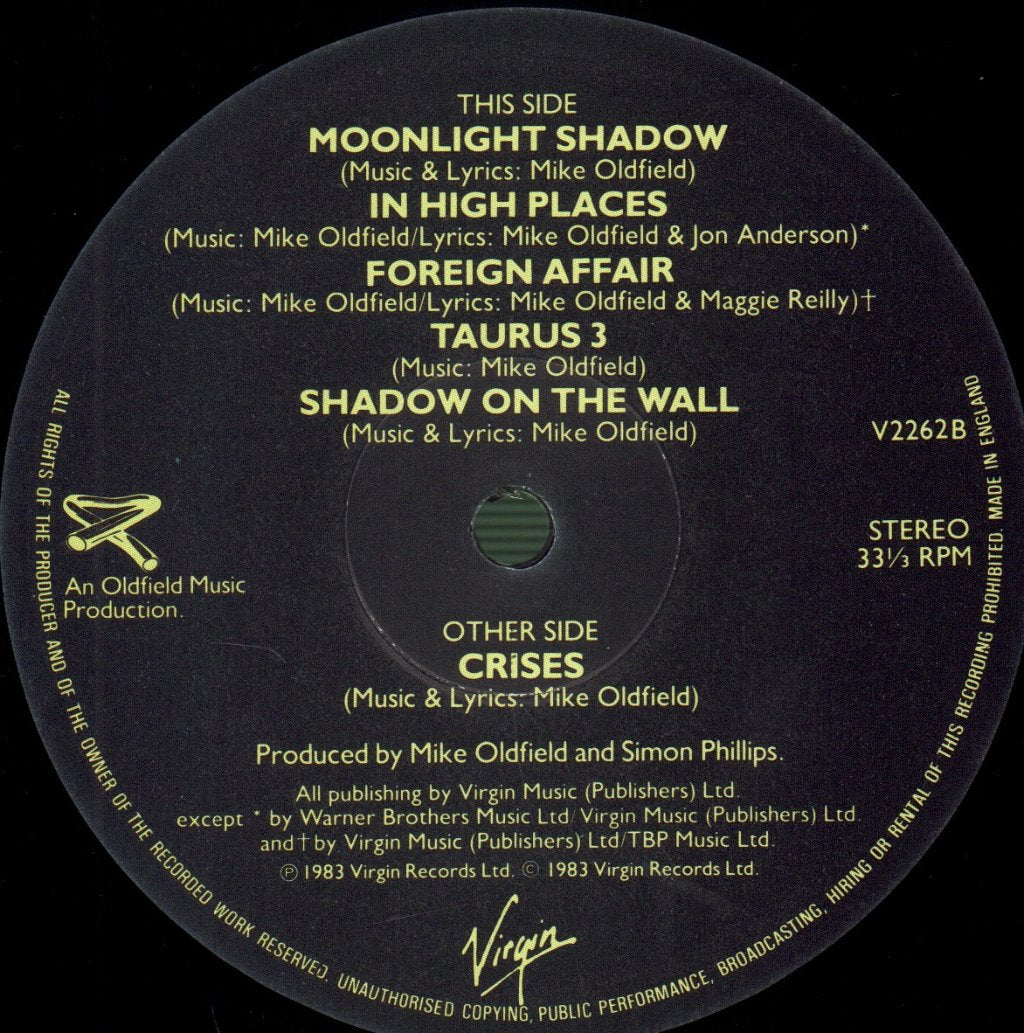 THIS SIDE
MOONLIGHT SHADOW
(Music & Lyrics: Mike Oldfield)
IN HIGH PLACES
(Music: Mike Oldfield/Lyrics: Mike Oldfield & Jon Anderson)*
FOREIGN AFFAIR
(Music: Mike Oldfield/Lyrics: Mike Oldfield & Maggie Reilly)†
TAURUS 3
(Music: Mike Oldfield)
SHADOW ON THE WALL
(Music & Lyrics: Mike Oldfield)
V2262B
STEREO
33⅓ RPM
An Oldfield Music
Production.
OTHER SIDE
CRiSES
(Music & Lyrics: Mike Oldfield)
Produced by Mike Oldfield and Simon Phillips.
All publishing by Virgin Music (Publishers) Ltd.
except * by Warner Brothers Music Ltd/Virgin Music (Publishers) Ltd.
and † by Virgin Music (Publishers) Ltd/TBP Music Ltd.
℗ 1983 Virgin Records Ltd. © 1983 Virgin Records Ltd.
Virgin
ALL RIGHTS OF THE PRODUCER AND OF THE OWNER OF THE RECORDED WORK RESERVED. UNAUTHORISED COPYING, PUBLIC PERFORMANCE, BROADCASTING, HIRING OR RENTAL OF THIS RECORDING PROHIBITED. MADE IN ENGLAND